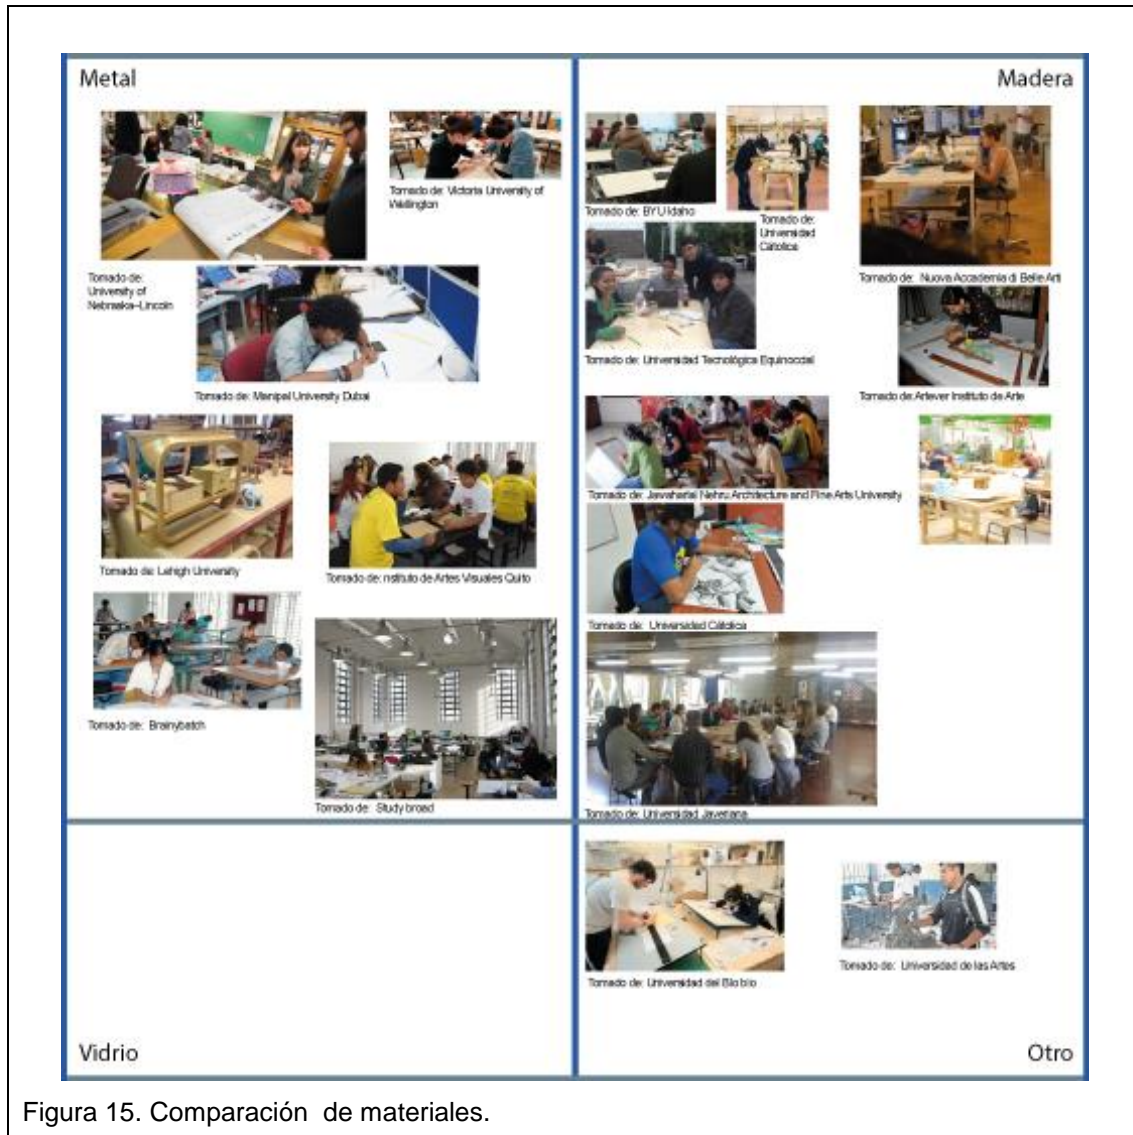 Metal
Madera
Tomado de: Victoria University of
Wellington
Tomado de:
University of
Nebraska–Lincoln
Tomado de: Manipal University Dubai
Tomado de: Lehigh University
Tomado de: nstituto de Artes Visuales Quito
Tomado de: Brainybatch
Tomado de: Study broad
Tomado de: BYU Idaho
Tomado de:
Universidad
Cátolica
Tomado de: Nuova Accademia di Belle Arti
Tomado de: Universidad Tecnológica Equinoccial
Tomado de:Artever Instituto de Arte
Tomado de: Jawaharlal Nehru Architecture and Fine Arts University
Tomado de: Universidad Cátolica
Tomado de: Universidad Javeriana
Vidrio
Tomado de: Universidad del Bío bío
Tomado de: Universidad de las Artes
Otro
Figura 15. Comparación de materiales.